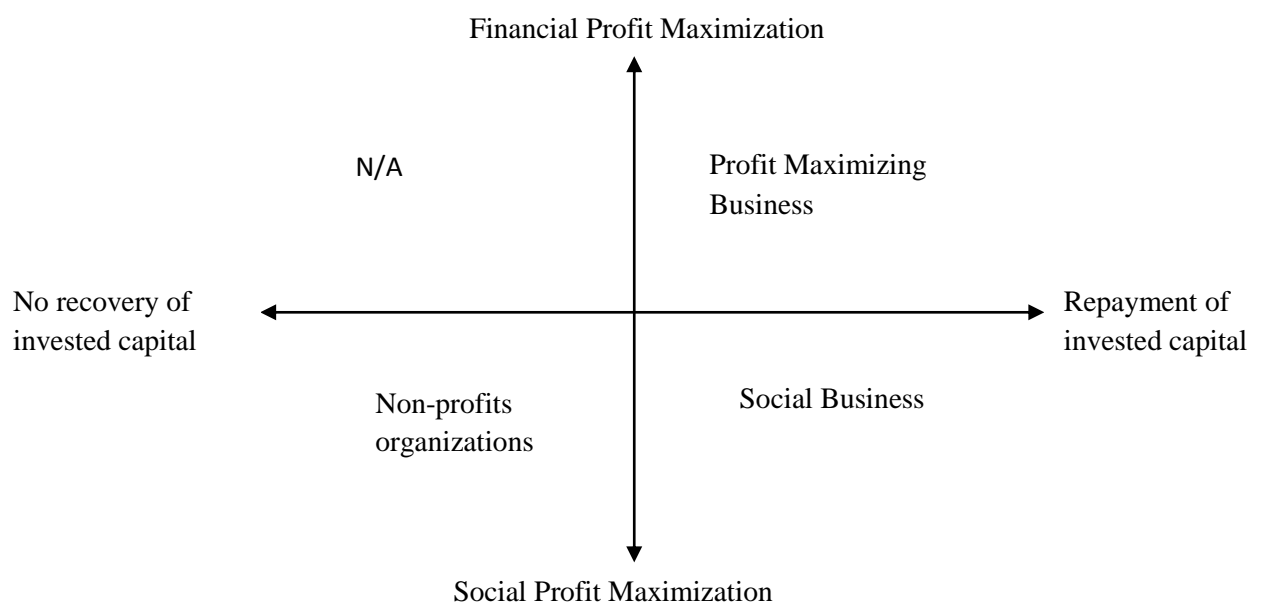 Financial Profit Maximization
N/A
Profit Maximizing
Business
No recovery of
invested capital
Repayment of
invested capital
Non-profits
organizations
Social Business
Social Profit Maximization